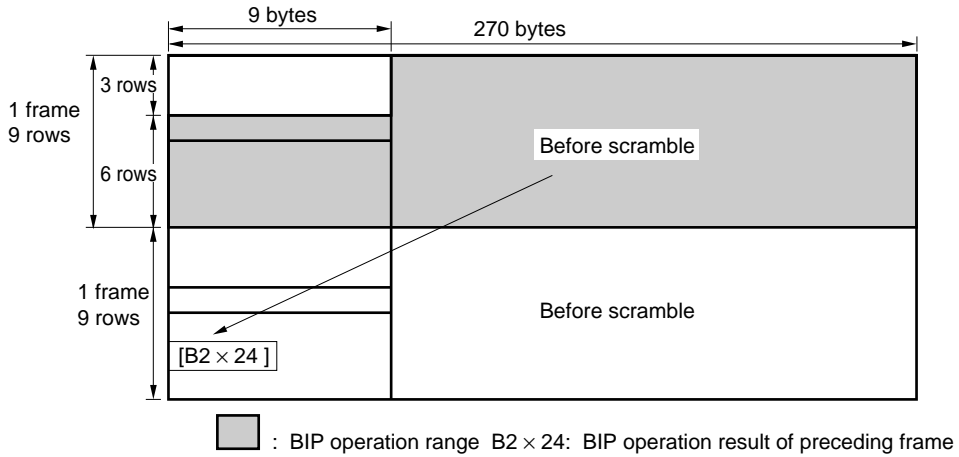 9 bytes
270 bytes
3 rows
1 frame
9 rows
6 rows
Before scramble
1 frame
9 rows
Before scramble
[B2 × 24 ]
: BIP operation range B2 × 24: BIP operation result of preceding frame